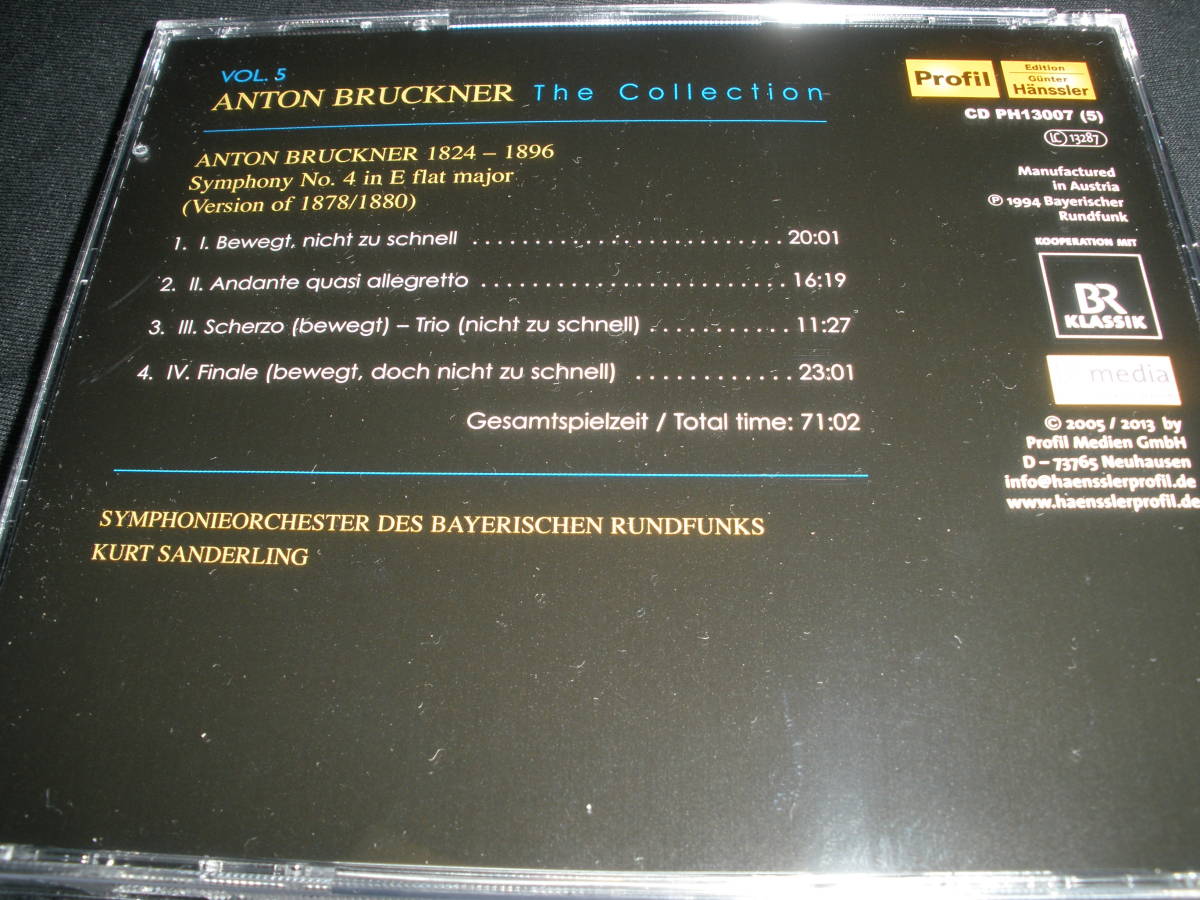 VOL. 5
ANTON BRUCKNER The Collection
ANTON BRUCKNER 1824 – 1896
Symphony No. 4 in E flat major
(Version of 1878/1880)
1. I. Bewegt, nicht zu schnell ........................... 20:01
2. II. Andante quasi allegretto ........................... 16:19
3. III. Scherzo (bewegt) – Trio (nicht zu schnell) ............ 11:27
4. IV. Finale (bewegt, doch nicht zu schnell) ............. 23:01
Gesamtspielzeit / Total time: 71:02
SYMPHONIEORCHESTER DES BAYERISCHEN RUNDFUNKS
KURT SANDERLING
Profil
Edition
Günter
Hänssler
CD PH13007 (5)
LC 13287
Manufactured
in Austria
℗ 1994 Bayerischer
Rundfunk
KOOPERATION MIT
BR
KLASSIK
media
© 2005 / 2013 by
Profil Medien GmbH
D – 73765 Neuhausen
info@haensslerprofil.de
www.haensslerprofil.de